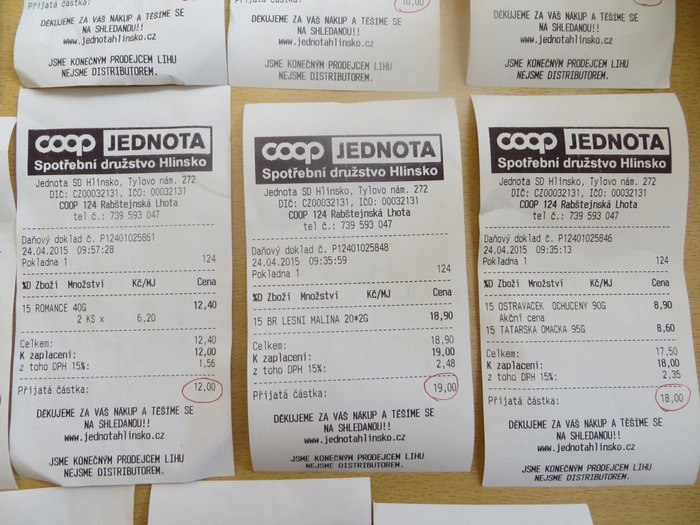 Přijatá částka:
DĚKUJEME ZA VÁŠ NÁKUP A TĚŠÍME SE
NA SHLEDANOU!!
www.jednotahlinsko.cz
JSME KONEČNÝM PRODEJCEM LIHU
NEJSME DISTRIBUTOREM.
Přijatá částka: 10,00
DĚKUJEME ZA VÁŠ NÁKUP A TĚŠÍME SE
NA SHLEDANOU!!
www.jednotahlinsko.cz
JSME KONEČNÝM PRODEJCEM LIHU
NEJSME DISTRIBUTOREM.
DĚKUJEME ZA VÁŠ NÁKUP A TĚŠÍME SE
NA SHLEDANOU!!
www.jednotahlinsko.cz
JSME KONEČNÝM PRODEJCEM LIHU
NEJSME DISTRIBUTOREM.
coop JEDNOTA
Spotřební družstvo Hlinsko
Jednota SD Hlinsko, Tylovo nám. 272
DIČ: CZ00032131, IČO: 00032131
COOP 124 Rabštejnská Lhota
tel č.: 739 593 047
Daňový doklad č. P12401025861
24.04.2015 09:57:28
Pokladna 1 124
%D Zboží Množství Kč/MJ Cena
15 ROMANCE 40G 12,40
2 KS x 6,20
Celkem: 12,40
K zaplacení: 12,00
z toho DPH 15%: 1,56
Přijatá částka: 12,00
DĚKUJEME ZA VÁŠ NÁKUP A TĚŠÍME SE
NA SHLEDANOU!!
www.jednotahlinsko.cz
JSME KONEČNÝM PRODEJCEM LIHU
NEJSME DISTRIBUTOREM.
coop JEDNOTA
Spotřební družstvo Hlinsko
Jednota SD Hlinsko, Tylovo nám. 272
DIČ: CZ00032131, IČO: 00032131
COOP 124 Rabštejnská Lhota
tel č.: 739 593 047
Daňový doklad č. P12401025848
24.04.2015 09:35:59
Pokladna 1 124
%D Zboží Množství Kč/MJ Cena
15 BR LESNI MALINA 20*2G 18,90
Celkem: 18,90
K zaplacení: 19,00
z toho DPH 15%: 2,48
Přijatá částka: 19,00
DĚKUJEME ZA VÁŠ NÁKUP A TĚŠÍME SE
NA SHLEDANOU!!
www.jednotahlinsko.cz
JSME KONEČNÝM PRODEJCEM LIHU
NEJSME DISTRIBUTOREM.
coop JEDNOTA
Spotřební družstvo Hlinsko
Jednota SD Hlinsko, Tylovo nám. 272
DIČ: CZ00032131, IČO: 00032131
COOP 124 Rabštejnská Lhota
tel č.: 739 593 047
Daňový doklad č. P12401025846
24.04.2015 09:35:13
Pokladna 1 124
%D Zboží Množství Kč/MJ Cena
15 OSTRAVACEK OCHUCENY 90G 8,90
Akční cena
15 TATARSKA OMACKA 95G 8,60
Celkem: 17,50
K zaplacení: 18,00
z toho DPH 15%: 2,35
Přijatá částka: 18,00
DĚKUJEME ZA VÁŠ NÁKUP A TĚŠÍME SE
NA SHLEDANOU!!
www.jednotahlinsko.cz
JSME KONEČNÝM PRODEJCEM LIHU
NEJSME DISTRIBUTOREM.